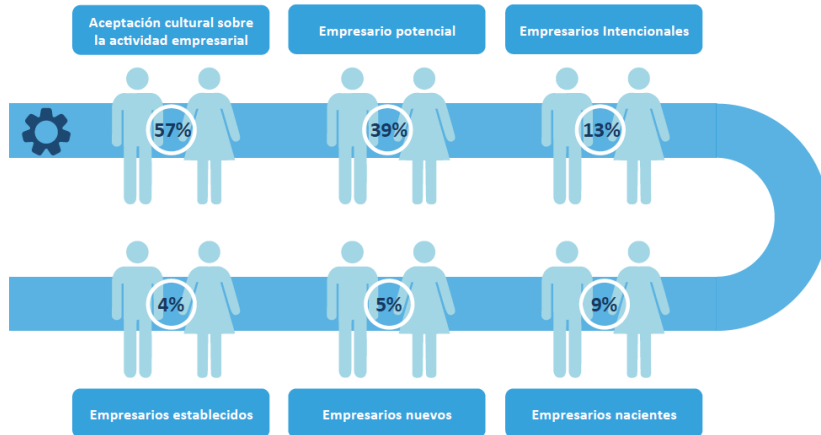 Aceptación cultural sobre
la actividad empresarial
Empresario potencial
Empresarios Intencionales
57%
39%
13%
4%
5%
9%
Empresarios establecidos
Empresarios nuevos
Empresarios nacientes